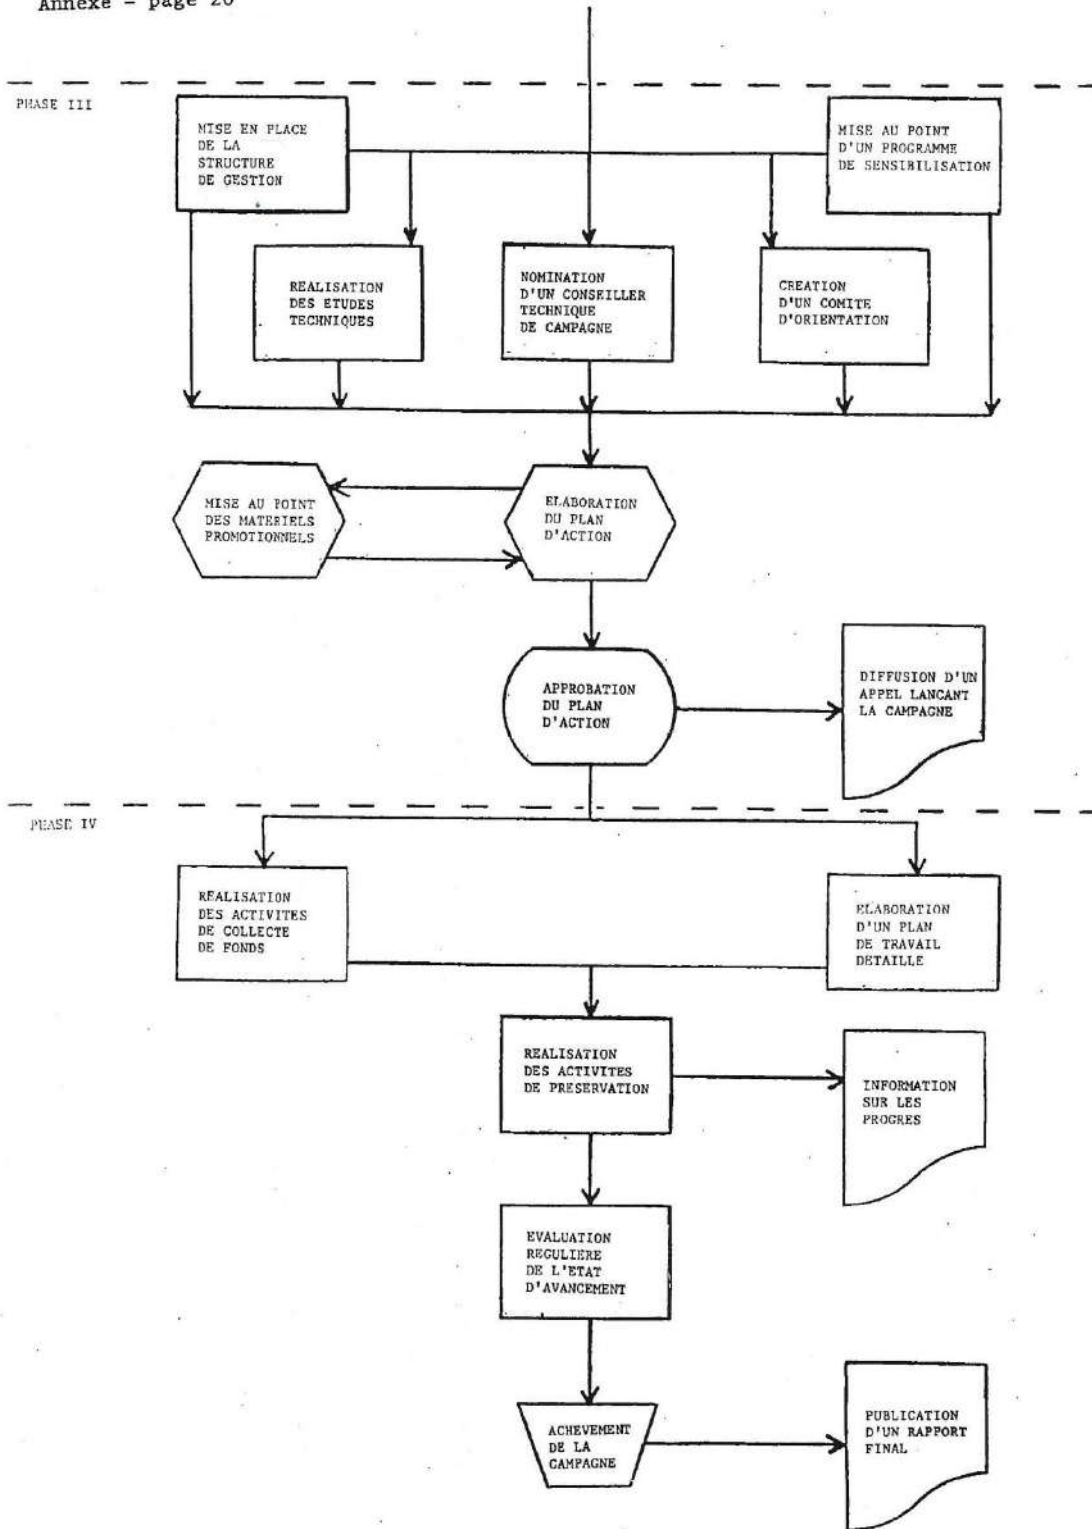 Annexe - page 20
PHASE III
MISE EN PLACE
DE LA
STRUCTURE
DE GESTION
MISE AU POINT
D'UN PROGRAMME
DE SENSIBILISATION
REALISATION
DES ETUDES
TECHNIQUES
NOMINATION
D'UN CONSEILLER
TECHNIQUE
DE CAMPAGNE
CREATION
D'UN COMITE
D'ORIENTATION
MISE AU POINT
DES MATERIELS
PROMOTIONNELS
ELABORATION
DU PLAN
D'ACTION
APPROBATION
DU PLAN
D'ACTION
DIFFUSION D'UN
APPEL LANCANT
LA CAMPAGNE
PHASE IV
REALISATION
DES ACTIVITES
DE COLLECTE
DE FONDS
ELABORATION
D'UN PLAN
DE TRAVAIL
DETAILLE
REALISATION
DES ACTIVITES
DE PRESERVATION
INFORMATION
SUR LES
PROGRES
EVALUATION
REGULIERE
DE L'ETAT
D'AVANCEMENT
ACHEVEMENT
DE LA
CAMPAGNE
PUBLICATION
D'UN RAPPORT
FINAL